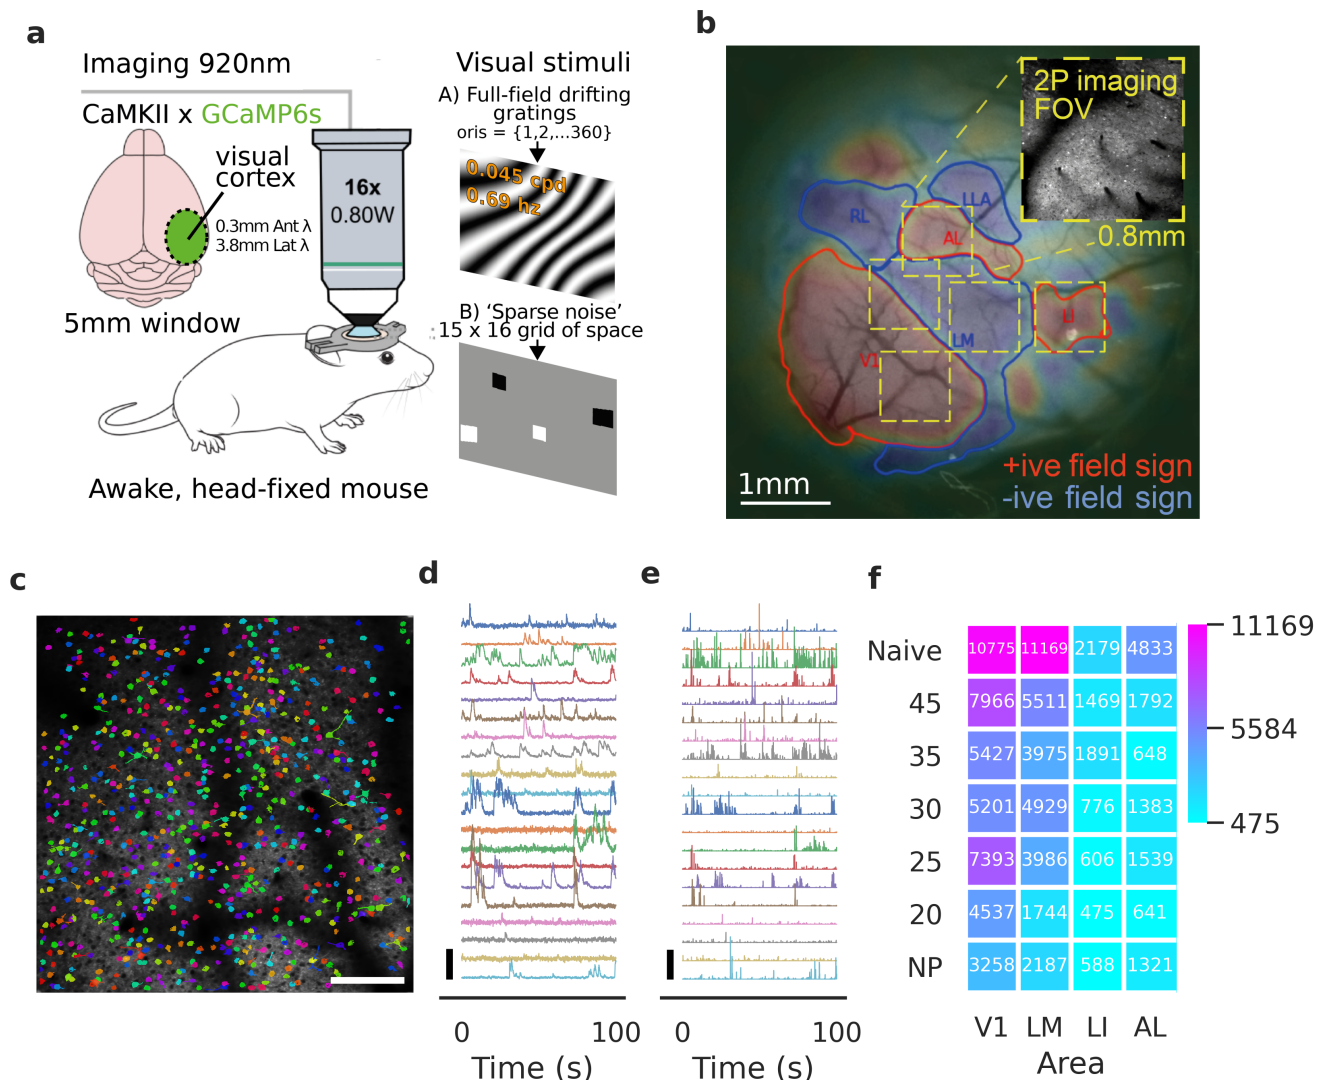 a
Imaging 920nm
CaMKII x GCaMP6s
visual
cortex
0.3mm Ant λ
3.8mm Lat λ
5mm window
16x
0.80W
Awake, head-fixed mouse
Visual stimuli
A) Full-field drifting
gratings
oris = {1,2,...360}
0.045 cpd
0.69 hz
B) ‘Sparse noise’
15 x 16 grid of space
b
2P imaging
FOV
0.8mm
RL
LLA
AL
LM
LI
V1
1mm
+ive field sign
-ive field sign
c
d
0 100
Time (s)
e
0 100
Time (s)
f
Naive 10775 11169 2179 4833
45 7966 5511 1469 1792
35 5427 3975 1891 648
30 5201 4929 776 1383
25 7393 3986 606 1539
20 4537 1744 475 641
NP 3258 2187 588 1321
V1 LM LI AL
Area
11169
5584
475